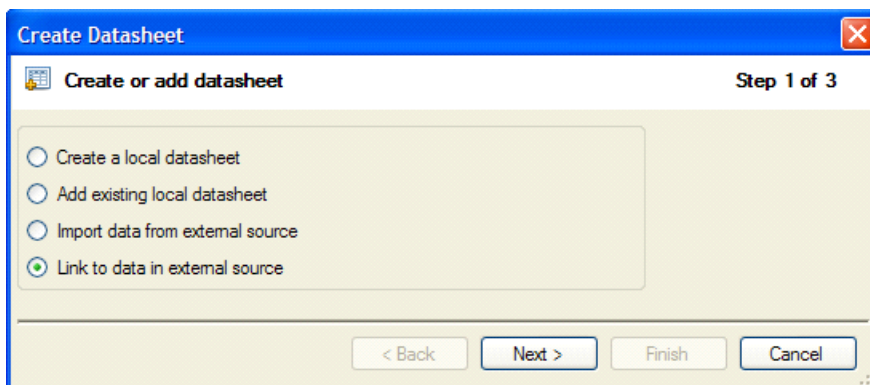 Create Datasheet
Create or add datasheet Step 1 of 3
Create a local datasheet
Add existing local datasheet
Import data from external source
Link to data in external source
< Back Next > Finish Cancel